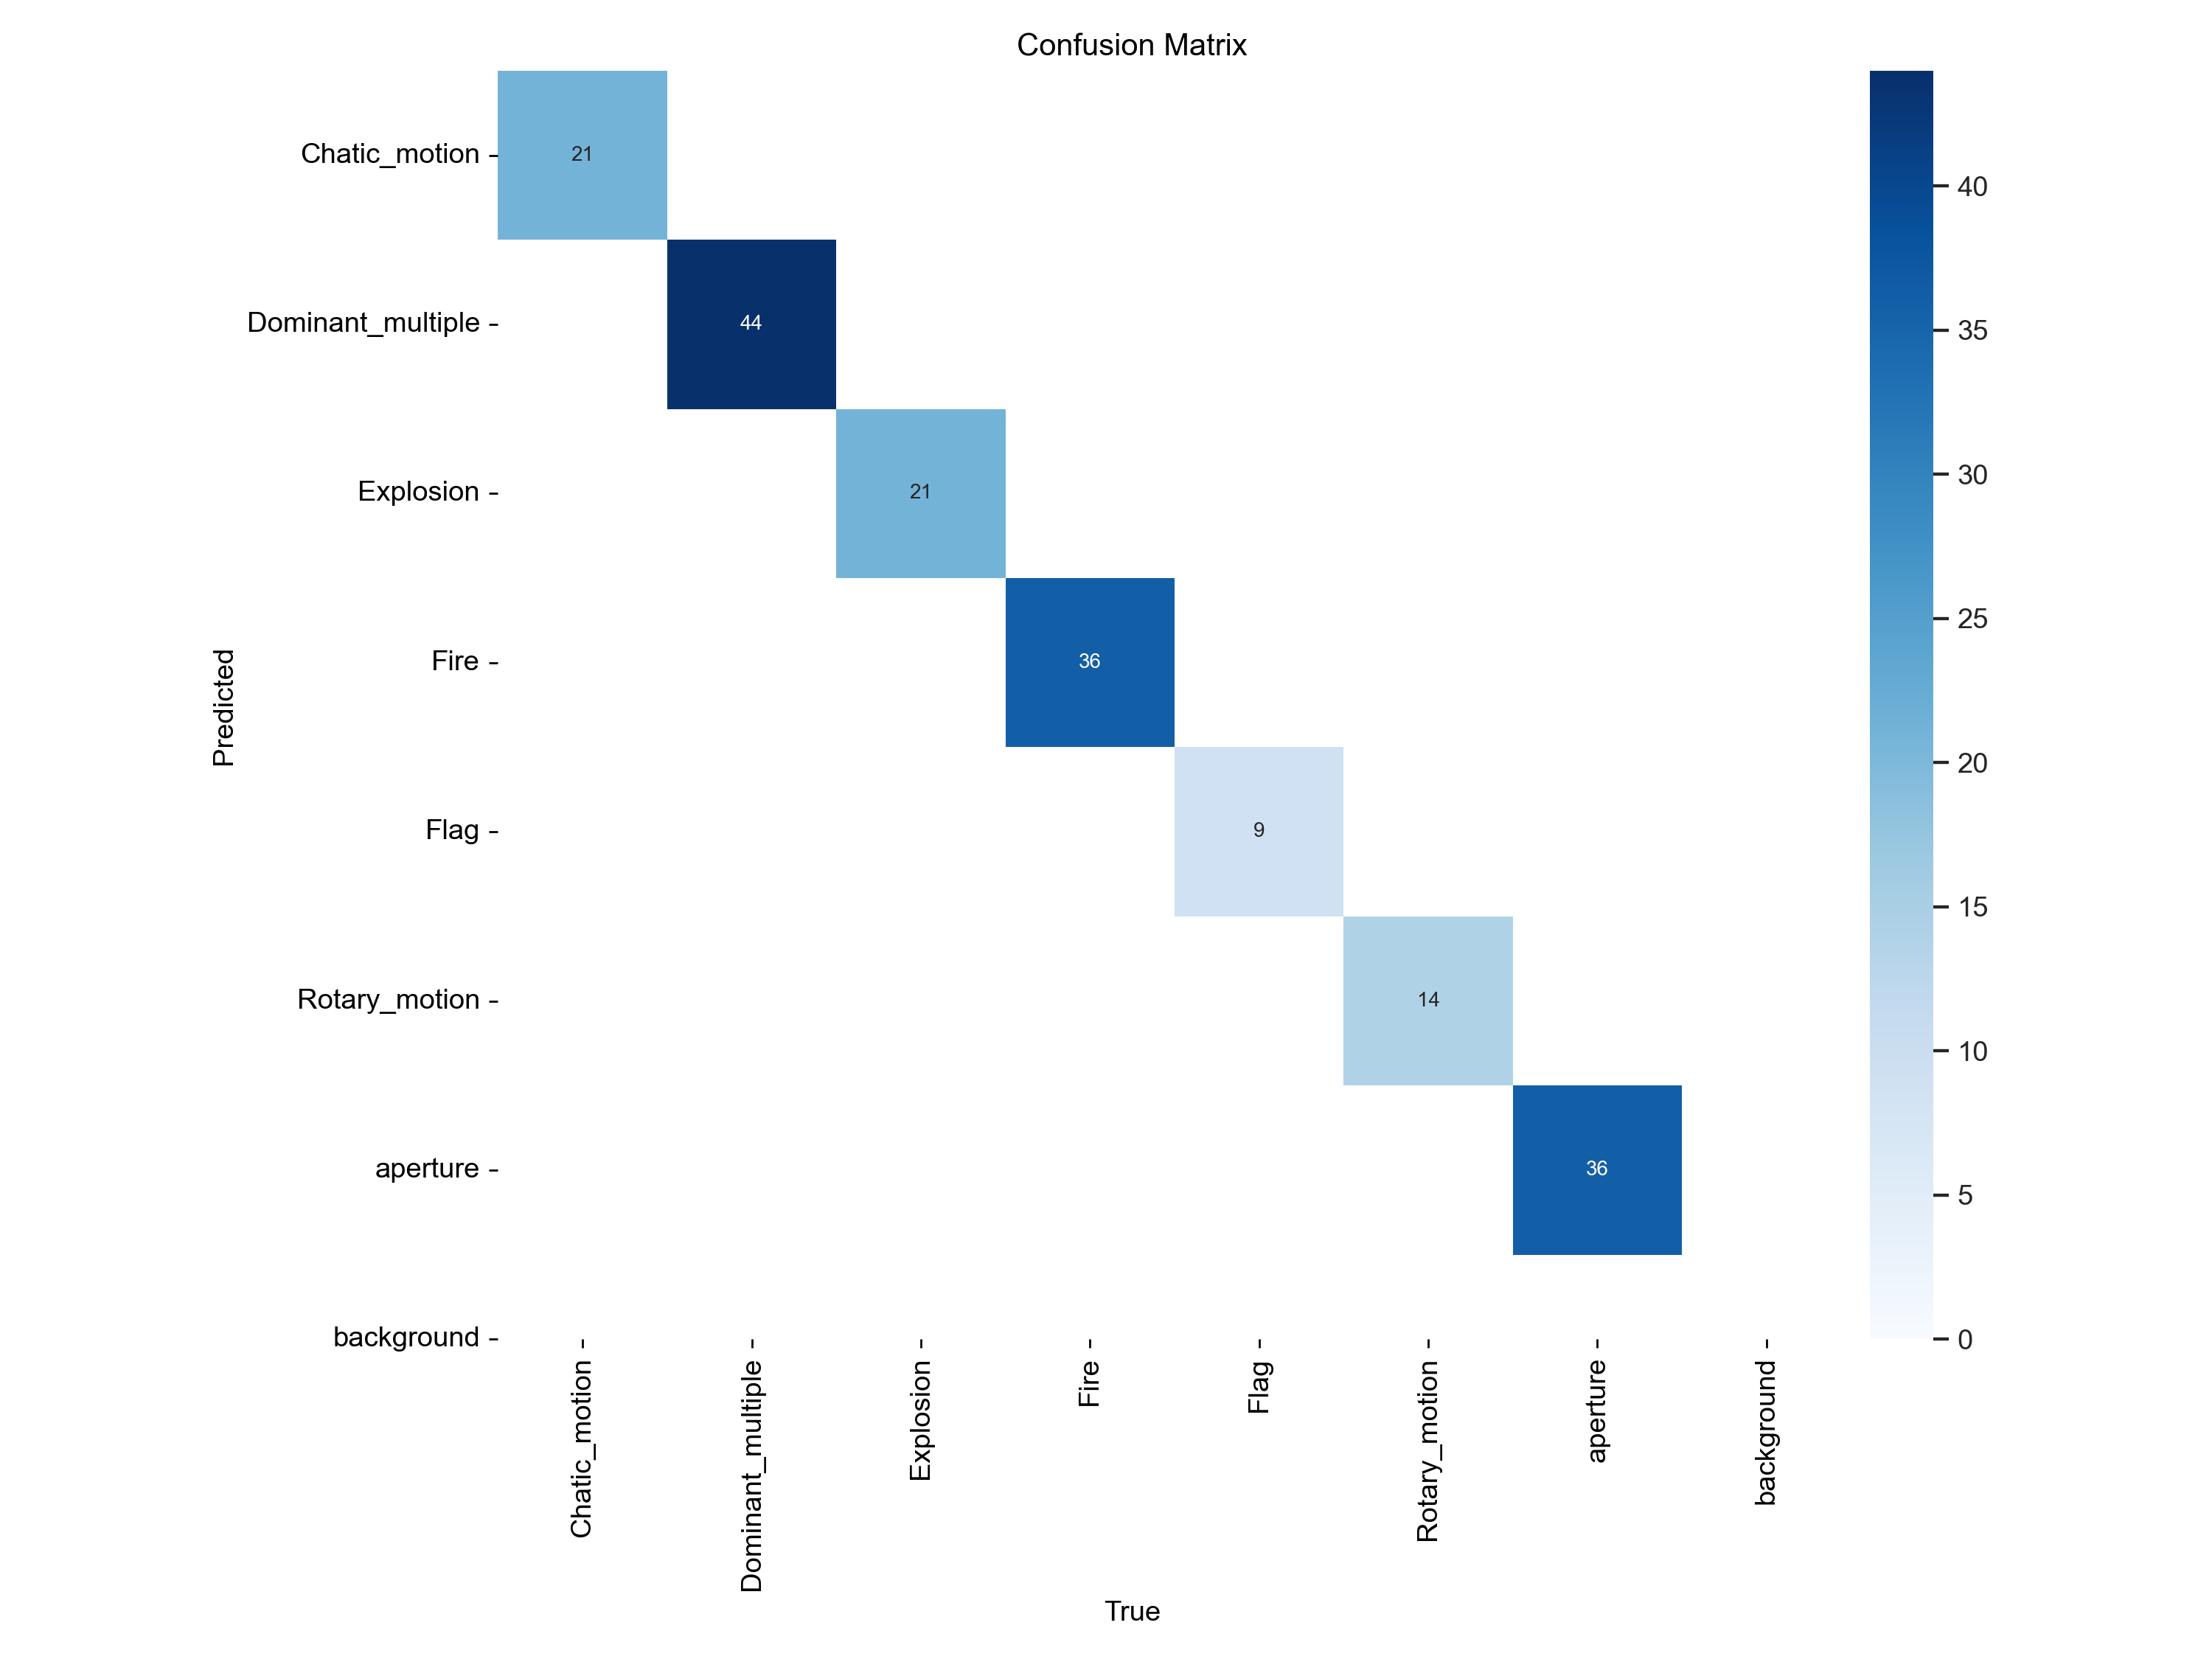 Confusion Matrix
Chatic_motion
21
Dominant_multiple
44
Explosion
21
Fire
36
Flag
9
Rotary_motion
14
aperture
36
background
Predicted
Chatic_motion
Dominant_multiple
Explosion
Fire
Flag
Rotary_motion
aperture
background
True
40
35
30
25
20
15
10
5
0